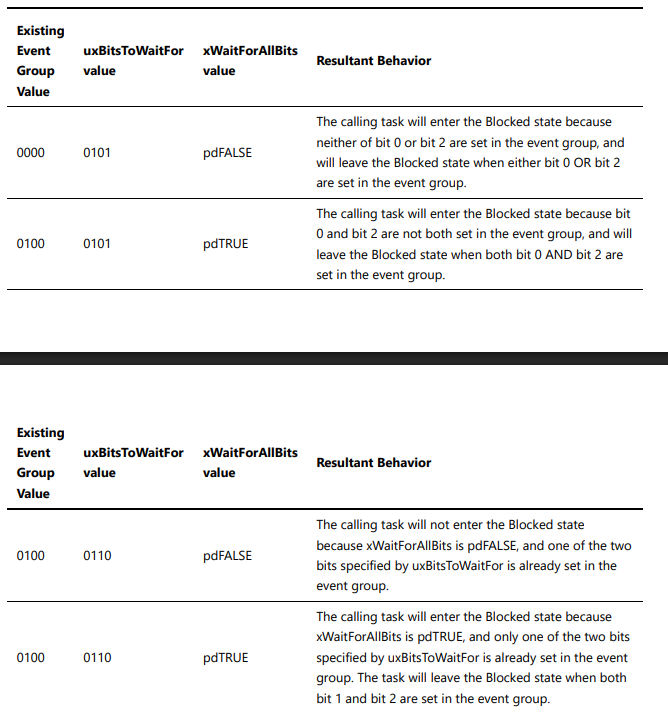 Existing
Event
Group
Value
uxBitsToWaitFor
value
xWaitForAllBits
value
Resultant Behavior
0000
0101
pdFALSE
The calling task will enter the Blocked state because
neither of bit 0 or bit 2 are set in the event group, and
will leave the Blocked state when either bit 0 OR bit 2
are set in the event group.
0100
0101
pdTRUE
The calling task will enter the Blocked state because bit
0 and bit 2 are not both set in the event group, and will
leave the Blocked state when both bit 0 AND bit 2 are
set in the event group.
Existing
Event
Group
Value
uxBitsToWaitFor
value
xWaitForAllBits
value
Resultant Behavior
0100
0110
pdFALSE
The calling task will not enter the Blocked state
because xWaitForAllBits is pdFALSE, and one of the two
bits specified by uxBitsToWaitFor is already set in the
event group.
0100
0110
pdTRUE
The calling task will enter the Blocked state because
xWaitForAllBits is pdTRUE, and only one of the two bits
specified by uxBitsToWaitFor is already set in the event
group. The task will leave the Blocked state when both
bit 1 and bit 2 are set in the event group.